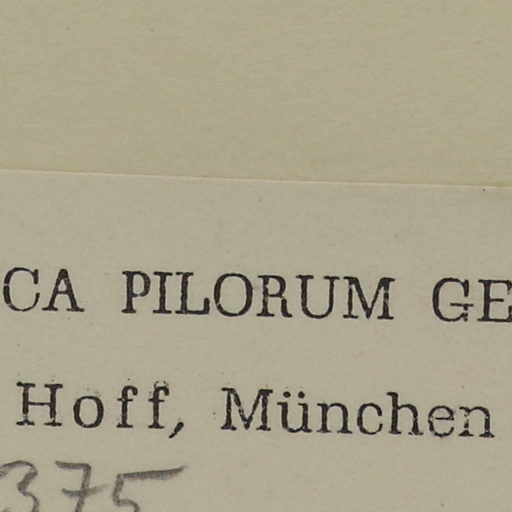 CA PILORUM GE
Hoff, München
375